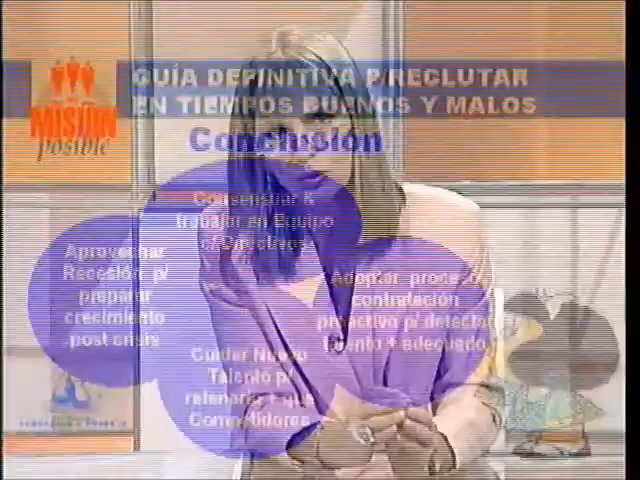 GUÍA DEFINITIVA P/RECLUTAR
EN TIEMPOS BUENOS Y MALOS
MISIÓN
posible
Conclusión
Consensuar &
trabajar en Equipo
c/Directivos
Aprovechar
Recesión p/
preparar
crecimiento
post crisis
Adoptar proceso
contratación
proactivo p/ detectar
talento + adecuado
Cuidar Nuevo
Talento p/
retenerlo + que
Competidores